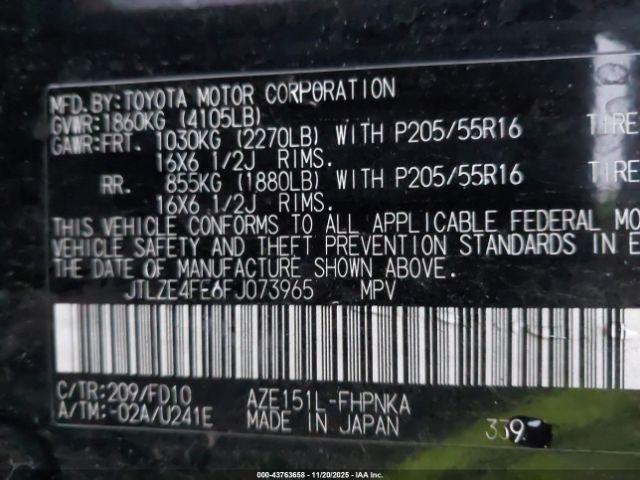 MFD. BY: TOYOTA MOTOR CORPORATION
GVWR: 1860KG (4105LB)
GAWR: FRT. 1030KG (2270LB) WITH P205/55R16 TIRE
16X6 1/2J RIMS.
RR. 855KG (1880LB) WITH P205/55R16 TIRE
16X6 1/2J RIMS.
THIS VEHICLE CONFORMS TO ALL APPLICABLE FEDERAL MO
VEHICLE SAFETY AND THEFT PREVENTION STANDARDS IN E
THE DATE OF MANUFACTURE SHOWN ABOVE.
JTLZE4FE6FJ073965 MPV
C/TR: 209/FD10 AZE151L-FHPNKA
A/TM: -02A/U241E MADE IN JAPAN
000-43763658 - 11/20/2025 - IAA Inc.